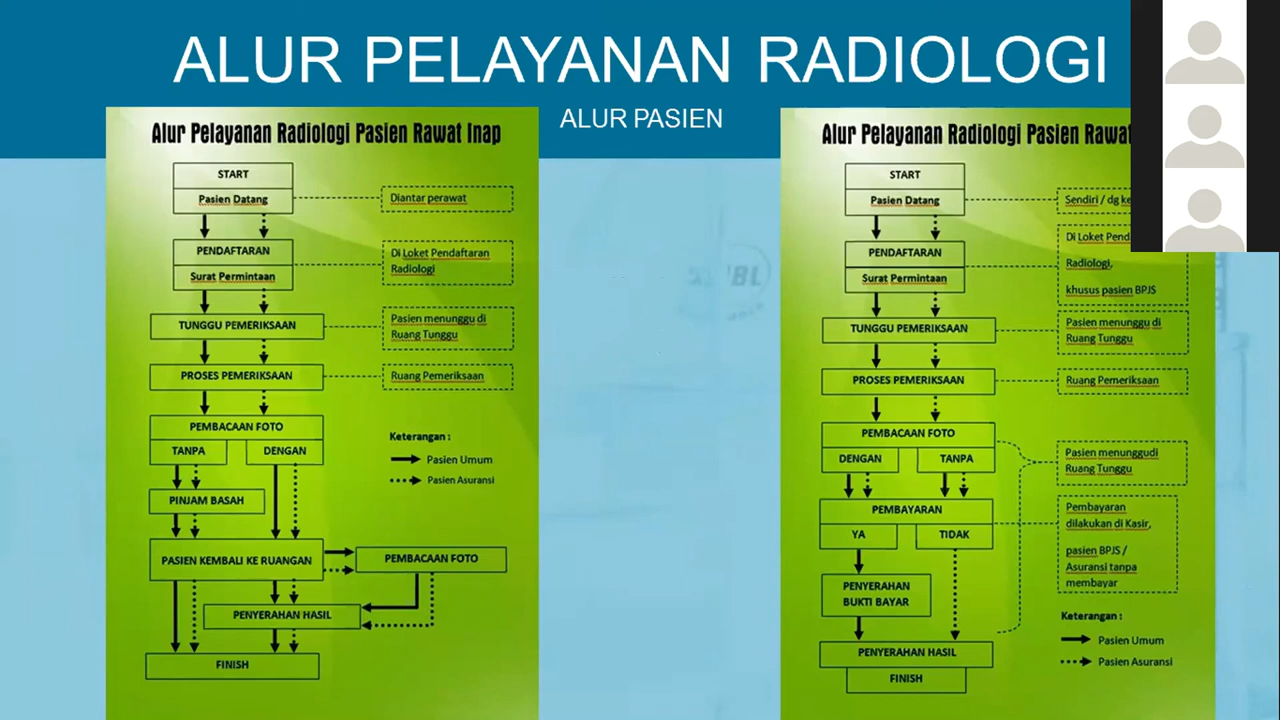 ALUR PELAYANAN RADIOLOGI
ALUR PASIEN
Alur Pelayanan Radiologi Pasien Rawat Inap
START
Pasien Datang
Diantar perawat
PENDAFTARAN
Surat Permintaan
Di Loket Pendaftaran
Radiologi
TUNGGU PEMERIKSAAN
Pasien menunggu di
Ruang Tunggu
PROSES PEMERIKSAAN
Ruang Pemeriksaan
PEMBACAAN FOTO
TANPA
DENGAN
PINJAM BASAH
Keterangan :
Pasien Umum
Pasien Asuransi
PASIEN KEMBALI KE RUANGAN
PEMBACAAN FOTO
PENYERAHAN HASIL
FINISH
Alur Pelayanan Radiologi Pasien Rawat
START
Pasien Datang
Sendiri / dg
PENDAFTARAN
Surat Permintaan
Di Loket
Radiologi,
khusus pasien BPJS
TUNGGU PEMERIKSAAN
Pasien menunggu di
Ruang Tunggu
PROSES PEMERIKSAAN
Ruang Pemeriksaan
PEMBACAAN FOTO
DENGAN
TANPA
Pasien menunggudi
Ruang Tunggu
PEMBAYARAN
YA
TIDAK
Pembayaran
dilakukan di Kasir,
pasien BPJS /
Asuransi tanpa
membayar
PENYERAHAN
BUKTI BAYAR
PENYERAHAN HASIL
FINISH
Keterangan :
Pasien Umum
Pasien Asuransi